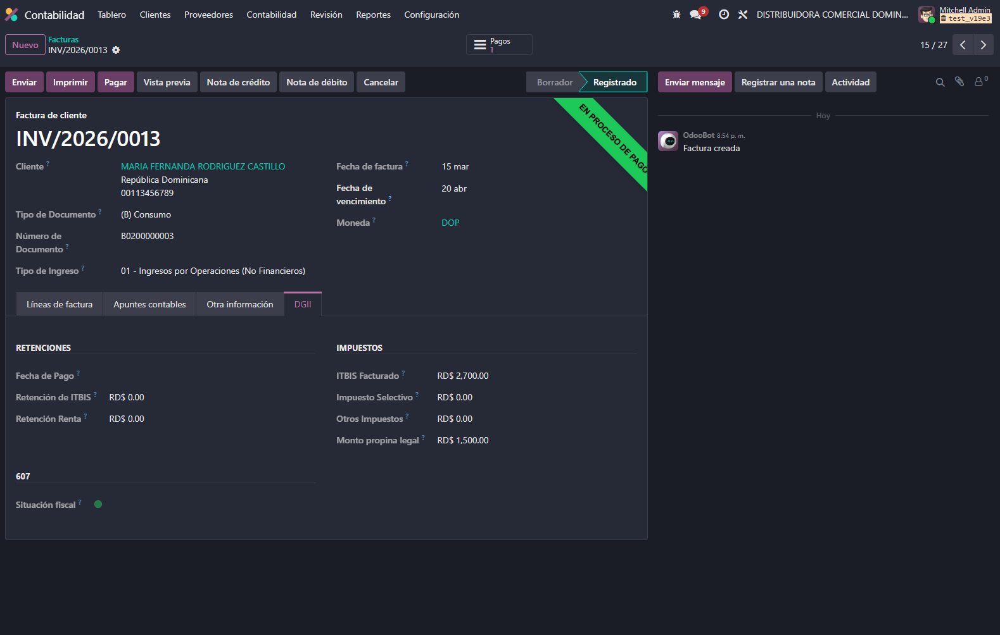 Contabilidad Tablero Clientes Proveedores Contabilidad Revisión Reportes Configuración 9 DISTRIBUIDORA COMERCIAL DOMIN... Mitchell Admin
test_v19e3
Nuevo
Facturas
INV/2026/0013
Pagos
1
15 / 27
Enviar Imprimir Pagar Vista previa Nota de crédito Nota de débito Cancelar Borrador Registrado
Enviar mensaje Registrar una nota Actividad 0
EN PROCESO DE PAGO
Factura de cliente
INV/2026/0013
Cliente ? MARIA FERNANDA RODRIGUEZ CASTILLO
República Dominicana
00113456789
Tipo de Documento ? (B) Consumo
Número de
Documento ? B0200000003
Tipo de Ingreso ? 01 - Ingresos por Operaciones (No Financieros)
Fecha de factura ? 15 mar
Fecha de
vencimiento ? 20 abr
Moneda ? DOP
Líneas de factura Apuntes contables Otra información DGII
RETENCIONES
Fecha de Pago ?
Retención de ITBIS ? RD$ 0.00
Retención Renta ? RD$ 0.00
IMPUESTOS
ITBIS Facturado ? RD$ 2,700.00
Impuesto Selectivo ? RD$ 0.00
Otros Impuestos ? RD$ 0.00
Monto propina legal ? RD$ 1,500.00
607
Situación fiscal ?
Hoy
OdooBot 8:54 p. m.
Factura creada